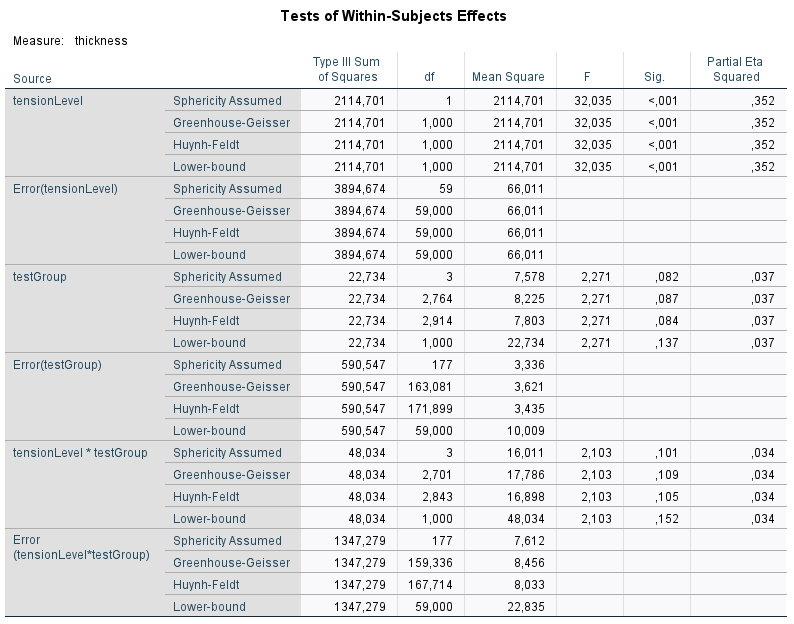 Tests of Within-Subjects Effects
Measure: thickness
Source Type III Sum of Squares df Mean Square F Sig. Partial Eta Squared
tensionLevel Sphericity Assumed 2114,701 1 2114,701 32,035 <,001 ,352
Greenhouse-Geisser 2114,701 1,000 2114,701 32,035 <,001 ,352
Huynh-Feldt 2114,701 1,000 2114,701 32,035 <,001 ,352
Lower-bound 2114,701 1,000 2114,701 32,035 <,001 ,352
Error(tensionLevel) Sphericity Assumed 3894,674 59 66,011
Greenhouse-Geisser 3894,674 59,000 66,011
Huynh-Feldt 3894,674 59,000 66,011
Lower-bound 3894,674 59,000 66,011
testGroup Sphericity Assumed 22,734 3 7,578 2,271 ,082 ,037
Greenhouse-Geisser 22,734 2,764 8,225 2,271 ,087 ,037
Huynh-Feldt 22,734 2,914 7,803 2,271 ,084 ,037
Lower-bound 22,734 1,000 22,734 2,271 ,137 ,037
Error(testGroup) Sphericity Assumed 590,547 177 3,336
Greenhouse-Geisser 590,547 163,081 3,621
Huynh-Feldt 590,547 171,899 3,435
Lower-bound 590,547 59,000 10,009
tensionLevel * testGroup Sphericity Assumed 48,034 3 16,011 2,103 ,101 ,034
Greenhouse-Geisser 48,034 2,701 17,786 2,103 ,109 ,034
Huynh-Feldt 48,034 2,843 16,898 2,103 ,105 ,034
Lower-bound 48,034 1,000 48,034 2,103 ,152 ,034
Error (tensionLevel*testGroup) Sphericity Assumed 1347,279 177 7,612
Greenhouse-Geisser 1347,279 159,336 8,456
Huynh-Feldt 1347,279 167,714 8,033
Lower-bound 1347,279 59,000 22,835